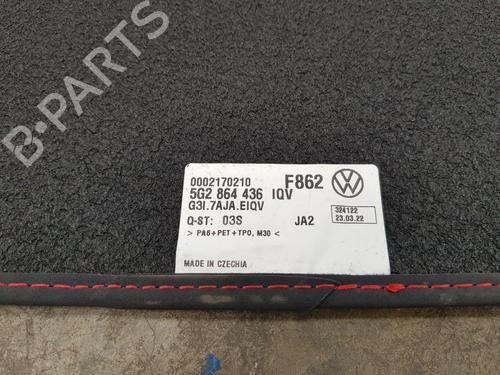 B-PARTS
0002170210 F862
5G2 864 436 IQV
G3I.7AJA.EIQV
Q-ST: 03S JA2
324122
23.03.22
> PA6+PET+TPO, M30 <
MADE IN CZECHIA